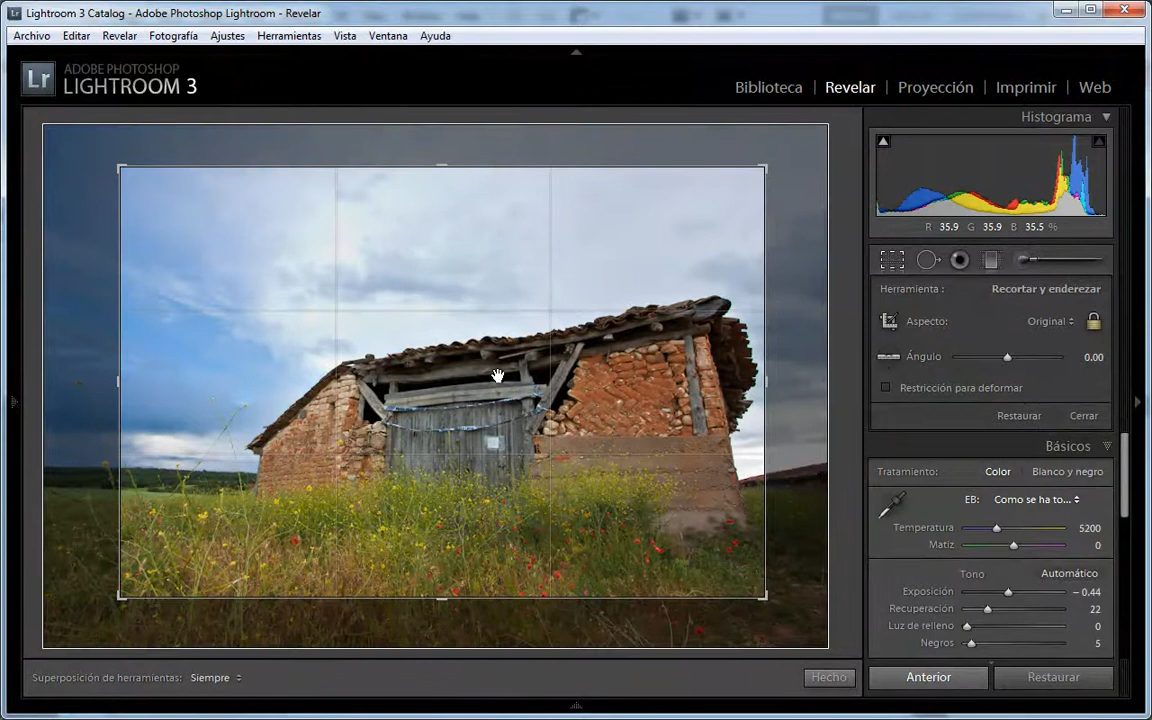 Lightroom 3 Catalog - Adobe Photoshop Lightroom - Revelar
Archivo Editar Revelar Fotografía Ajustes Herramientas Vista Ventana Ayuda
Lr ADOBE PHOTOSHOP
LIGHTROOM 3
Biblioteca Revelar Proyección Imprimir Web
Histograma
R 35.9 G 35.9 B 35.5 %
Herramienta : Recortar y enderezar
Aspecto: Original
Ángulo 0.00
Restricción para deformar
Restaurar Cerrar
Básicos
Tratamiento: Color Blanco y negro
EB: Como se ha to...
Temperatura 5200
Matiz 0
Tono Automático
Exposición − 0.44
Recuperación 22
Luz de relleno 0
Negros 5
Superposición de herramientas: Siempre Hecho
Anterior Restaurar